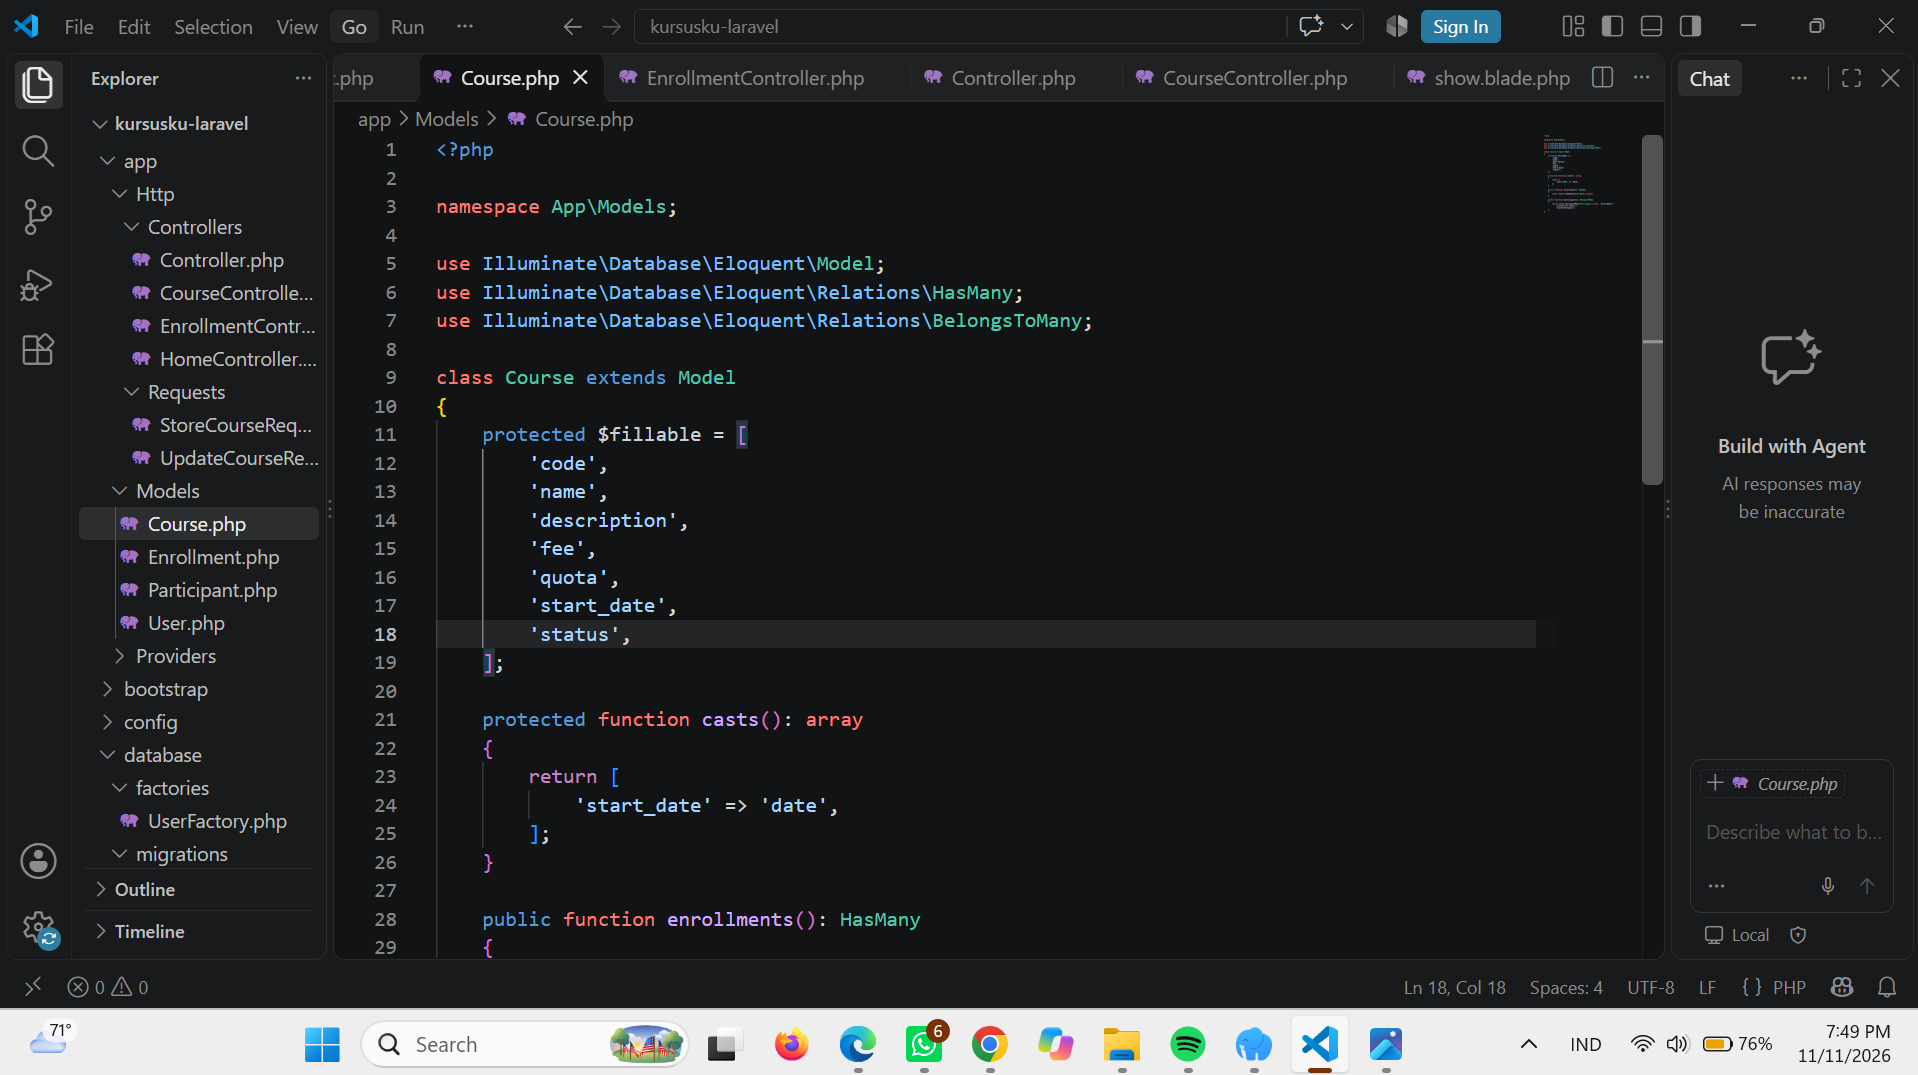 File Edit Selection View Go Run ···
kursusku-laravel
Sign In
Explorer
kursusku-laravel
app
Http
Controllers
Controller.php
CourseControlle...
EnrollmentContr...
HomeController....
Requests
StoreCourseReq...
UpdateCourseRe...
Models
Course.php
Enrollment.php
Participant.php
User.php
Providers
bootstrap
config
database
factories
UserFactory.php
migrations
Outline
Timeline
.php Course.php EnrollmentController.php Controller.php CourseController.php show.blade.php
app > Models > Course.php
1 <?php
2
3 namespace App\Models;
4
5 use Illuminate\Database\Eloquent\Model;
6 use Illuminate\Database\Eloquent\Relations\HasMany;
7 use Illuminate\Database\Eloquent\Relations\BelongsToMany;
8
9 class Course extends Model
10 {
11     protected $fillable = [
12         'code',
13         'name',
14         'description',
15         'fee',
16         'quota',
17         'start_date',
18         'status',
19     ];
20
21     protected function casts(): array
22     {
23         return [
24             'start_date' => 'date',
25         ];
26     }
27
28     public function enrollments(): HasMany
29     {
Chat
Build with Agent
AI responses may
be inaccurate
Course.php
Describe what to b...
Local
0 0
Ln 18, Col 18 Spaces: 4 UTF-8 LF { } PHP
71°
Search
6
IND
76%
7:49 PM
11/11/2026